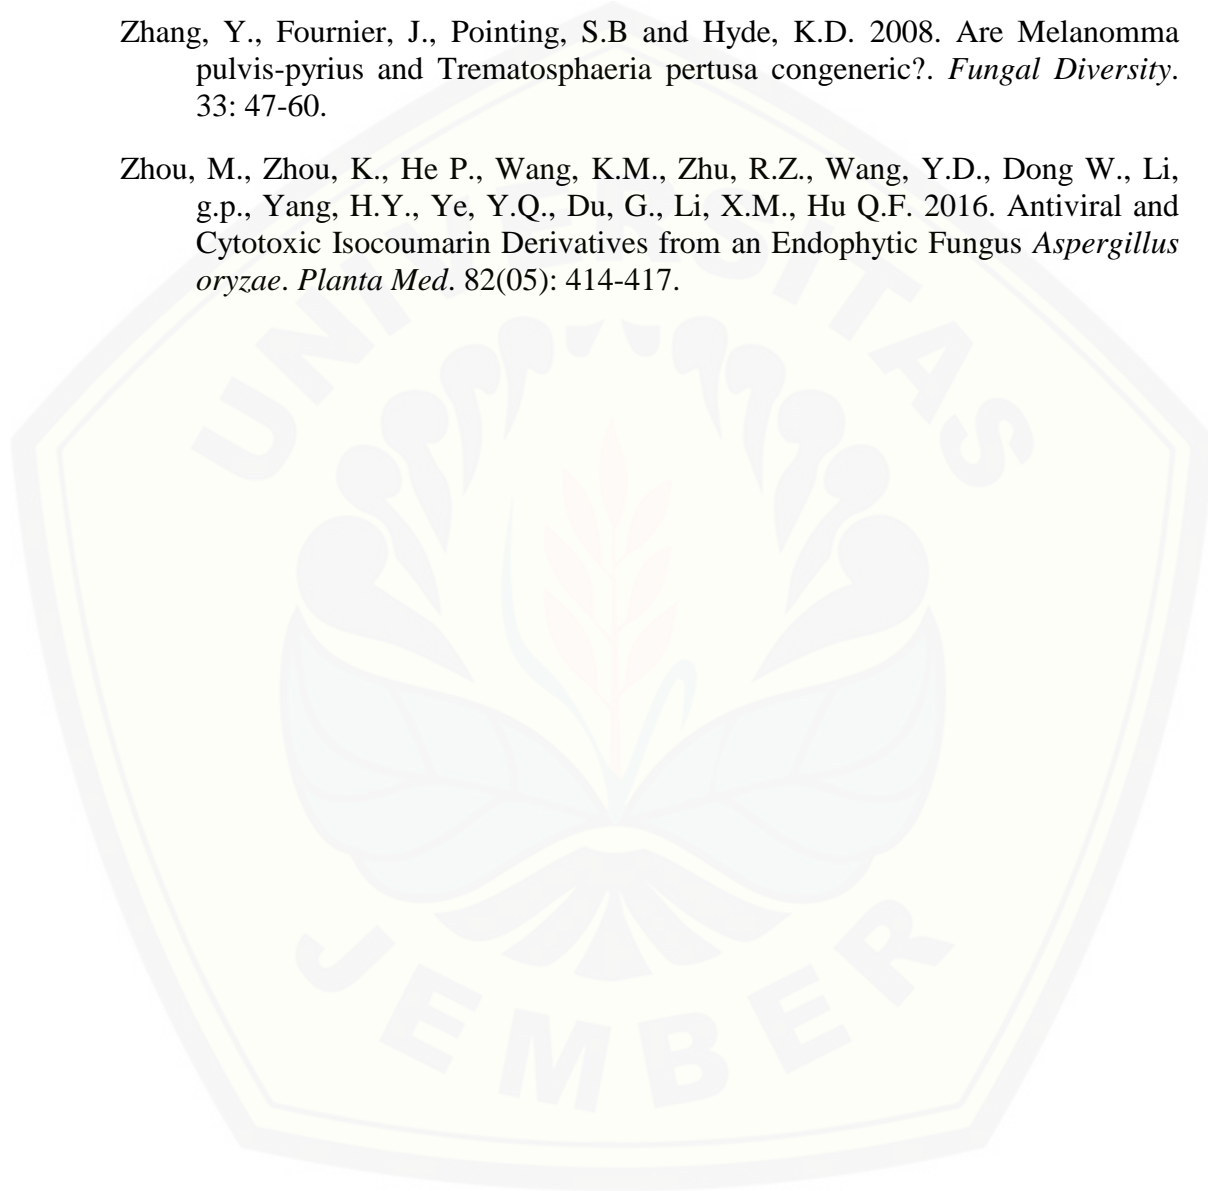 Zhang, Y., Fournier, J., Pointing, S.B and Hyde, K.D. 2008. Are Melanomma
pulvis-pyrius and Trematosphaeria pertusa congeneric?. Fungal Diversity.
33: 47-60.
Zhou, M., Zhou, K., He P., Wang, K.M., Zhu, R.Z., Wang, Y.D., Dong W., Li,
g.p., Yang, H.Y., Ye, Y.Q., Du, G., Li, X.M., Hu Q.F. 2016. Antiviral and
Cytotoxic Isocoumarin Derivatives from an Endophytic Fungus Aspergillus
oryzae. Planta Med. 82(05): 414-417.
UNIVERSITAS
JEMBER